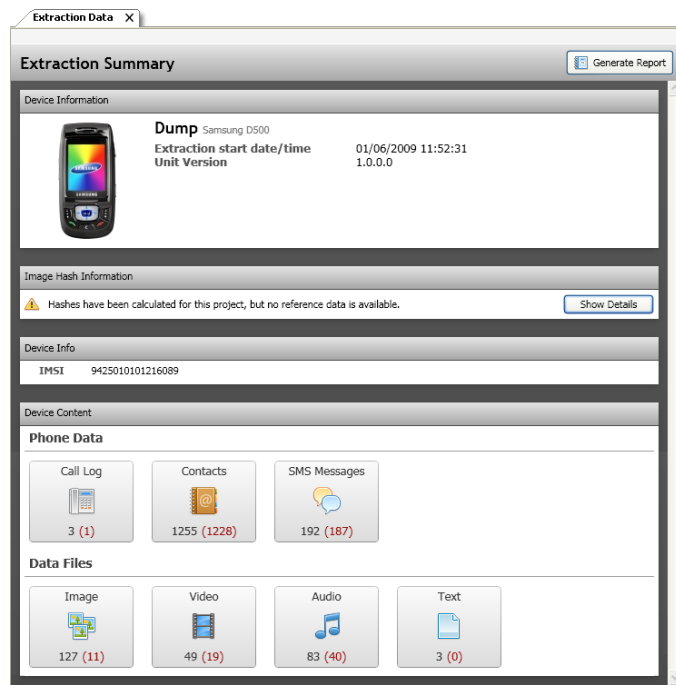 Extraction Data X
Extraction Summary
Generate Report
Device Information
Dump Samsung D500
Extraction start date/time 01/06/2009 11:52:31
Unit Version 1.0.0.0
SAMSUNG
SAMSUNG
Image Hash Information
Hashes have been calculated for this project, but no reference data is available.
Show Details
Device Info
IMSI 9425010101216089
Device Content
Phone Data
Call Log Contacts SMS Messages
3 (1) 1255 (1228) 192 (187)
Data Files
Image Video Audio Text
127 (11) 49 (19) 83 (40) 3 (0)